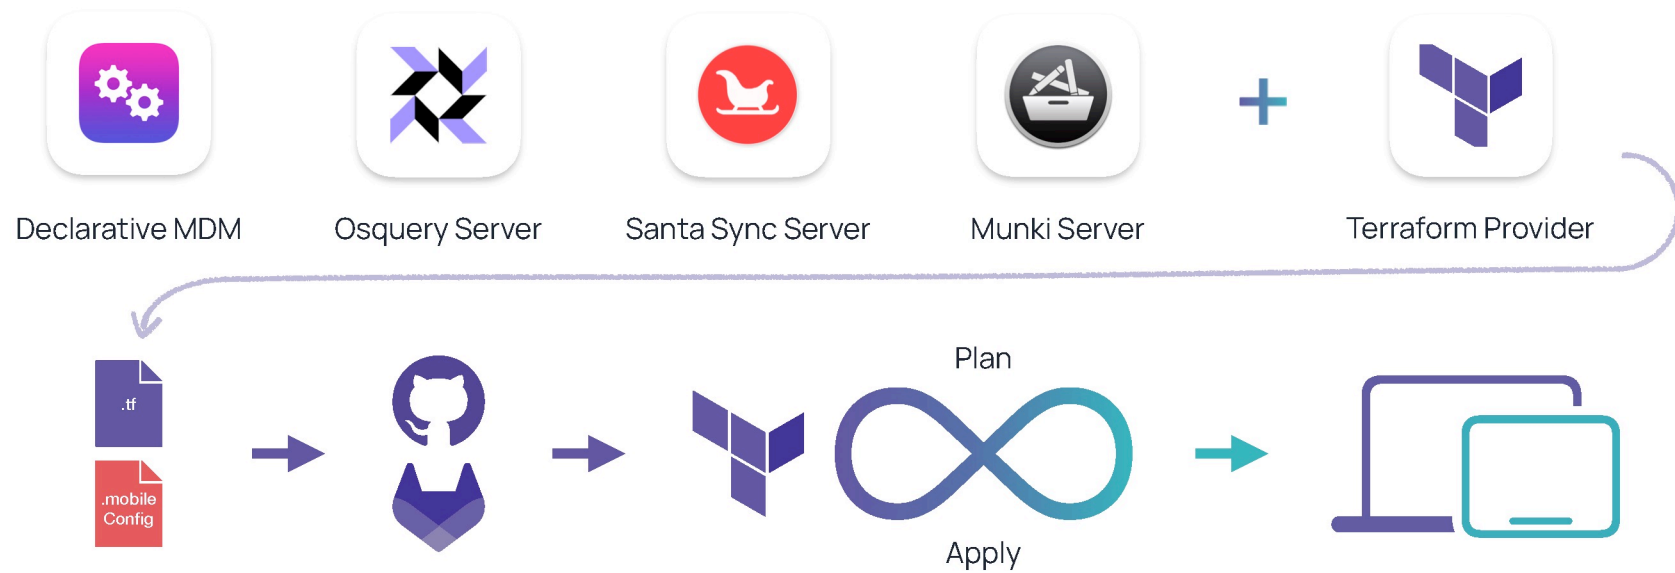 Declarative MDM
Osquery Server
Santa Sync Server
Munki Server
Terraform Provider
.tf
.mobile
Config
Plan
Apply